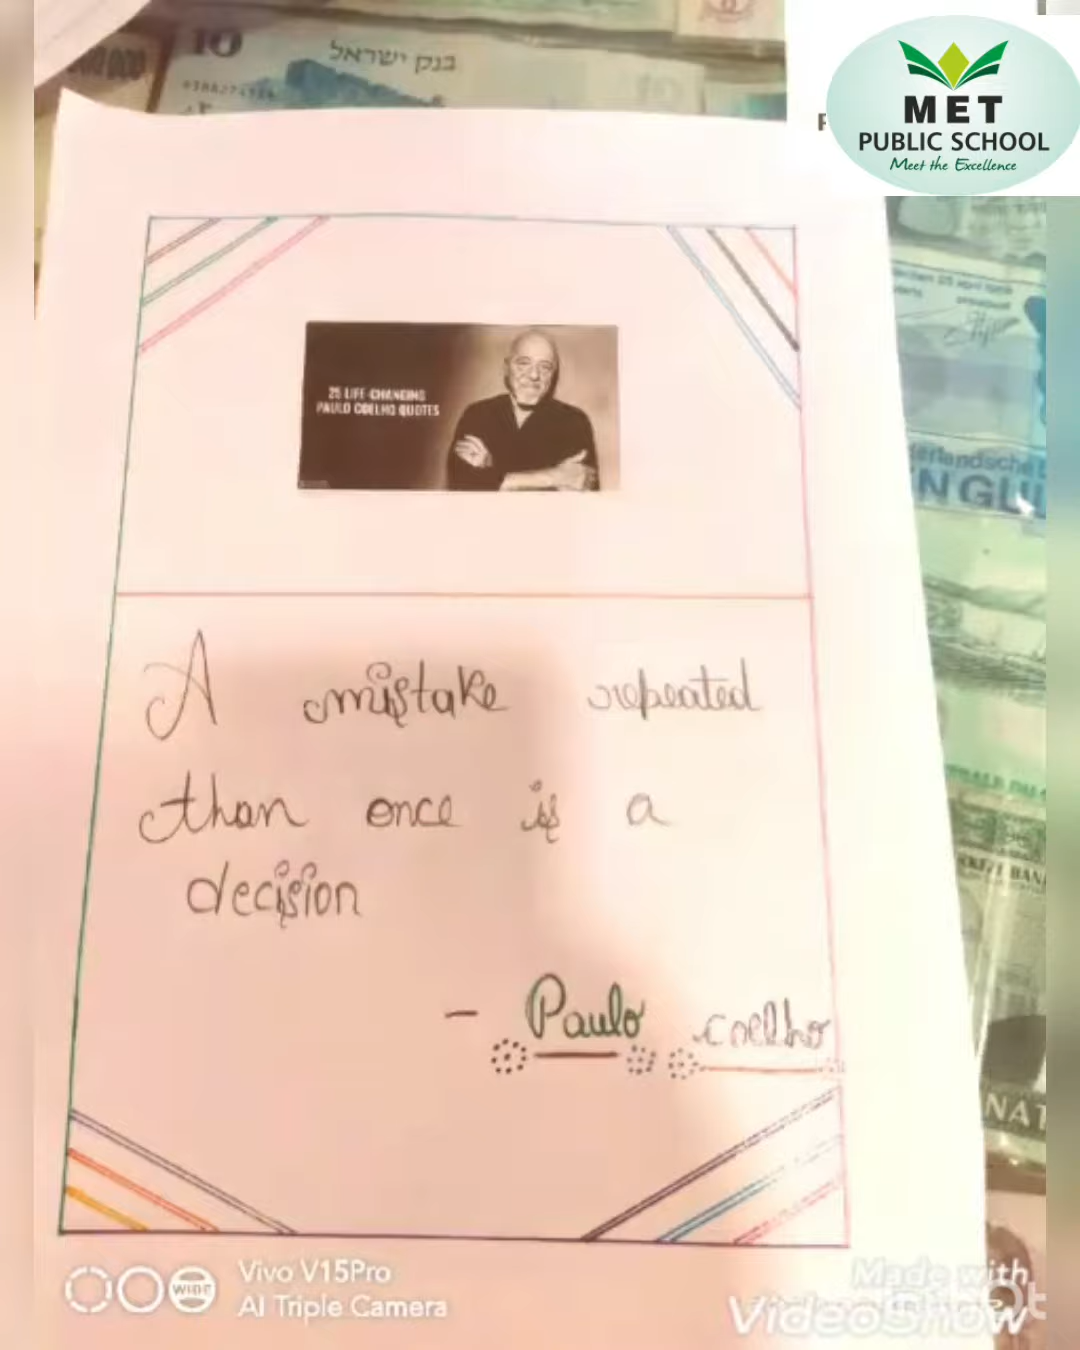 10
בנק ישראל
MET
PUBLIC SCHOOL
Meet the Excellence
25 LIFE-CHANGING
PAULO COELHO QUOTES
A mistake repeated
than once is a
decision
- Paulo coelho
Vivo V15Pro
AI Triple Camera
WIDE
Made with
VideoShow